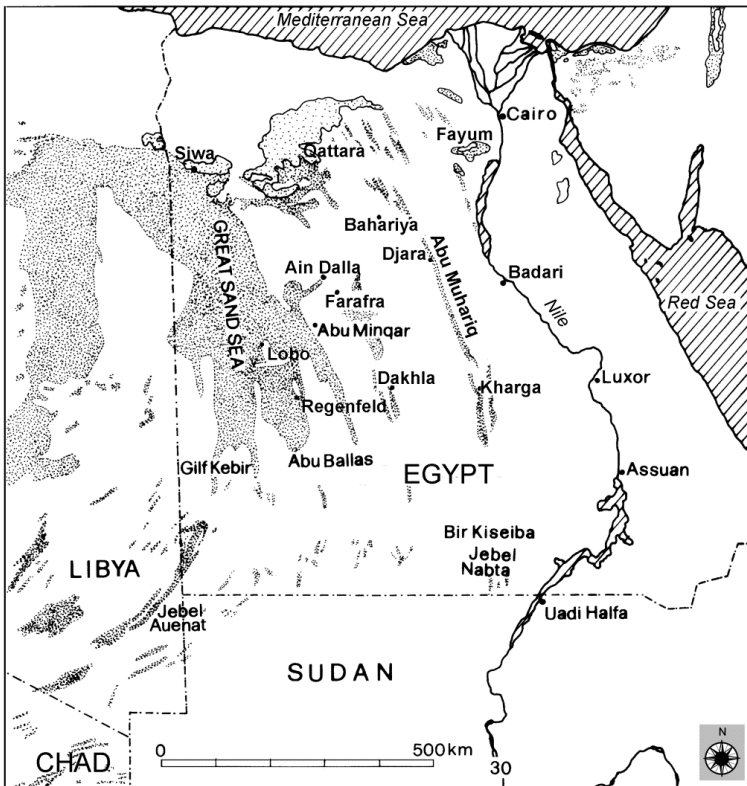 Mediterranean Sea
Cairo
Fayum
Siwa
Qattara
Bahariya
Djara
Abu Muhariq
GREAT SAND SEA
Ain Dalla
Farafra
Badari
Nile
Red Sea
Abu Minqar
Lobo
Dakhla
Kharga
Luxor
Regenfeld
Gilf Kebir
Abu Ballas
EGYPT
Assuan
Bir Kiseiba
Jebel
Nabta
LIBYA
Jebel
Auenat
Uadi Halfa
SUDAN
CHAD
0
500 km
30
N